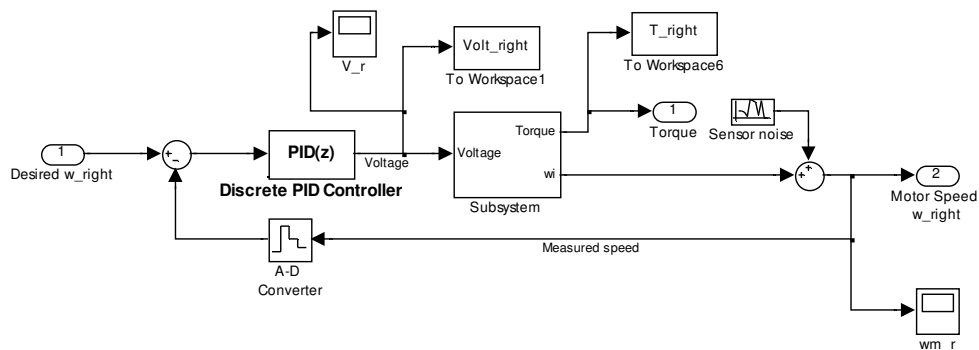 V_r
Volt_right
To Workspace1
T_right
To Workspace6
1
Torque
Sensor noise
1
Desired w_right
+
-
PID(z)
Discrete PID Controller
Voltage
Voltage
Torque
wi
Subsystem
+
+
2
Motor Speed
w_right
A-D
Converter
Measured speed
wm_r